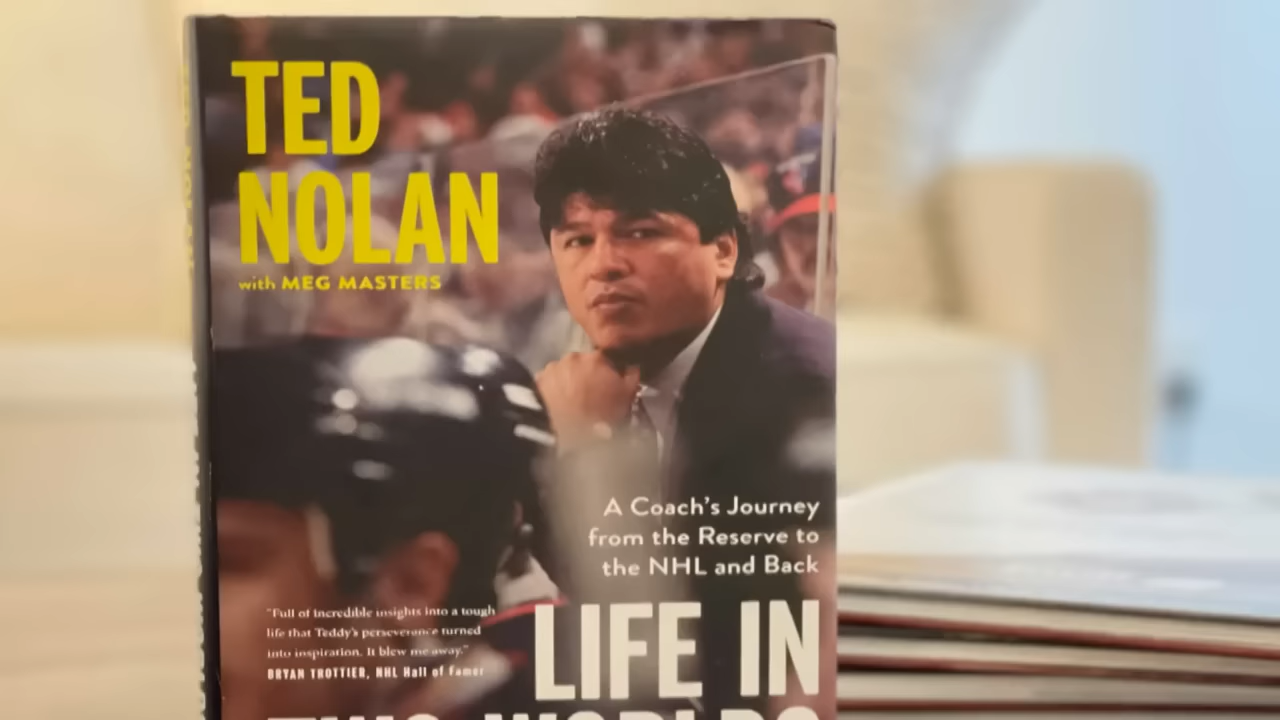 TED
NOLAN
with MEG MASTERS
A Coach's Journey
from the Reserve to
the NHL and Back
"Full of incredible insights into a tough
life that Teddy's perseverance turned
into inspiration. It blew me away."
BRYAN TROTTIER, NHL Hall of Famer
LIFE IN
TWO WORLDS